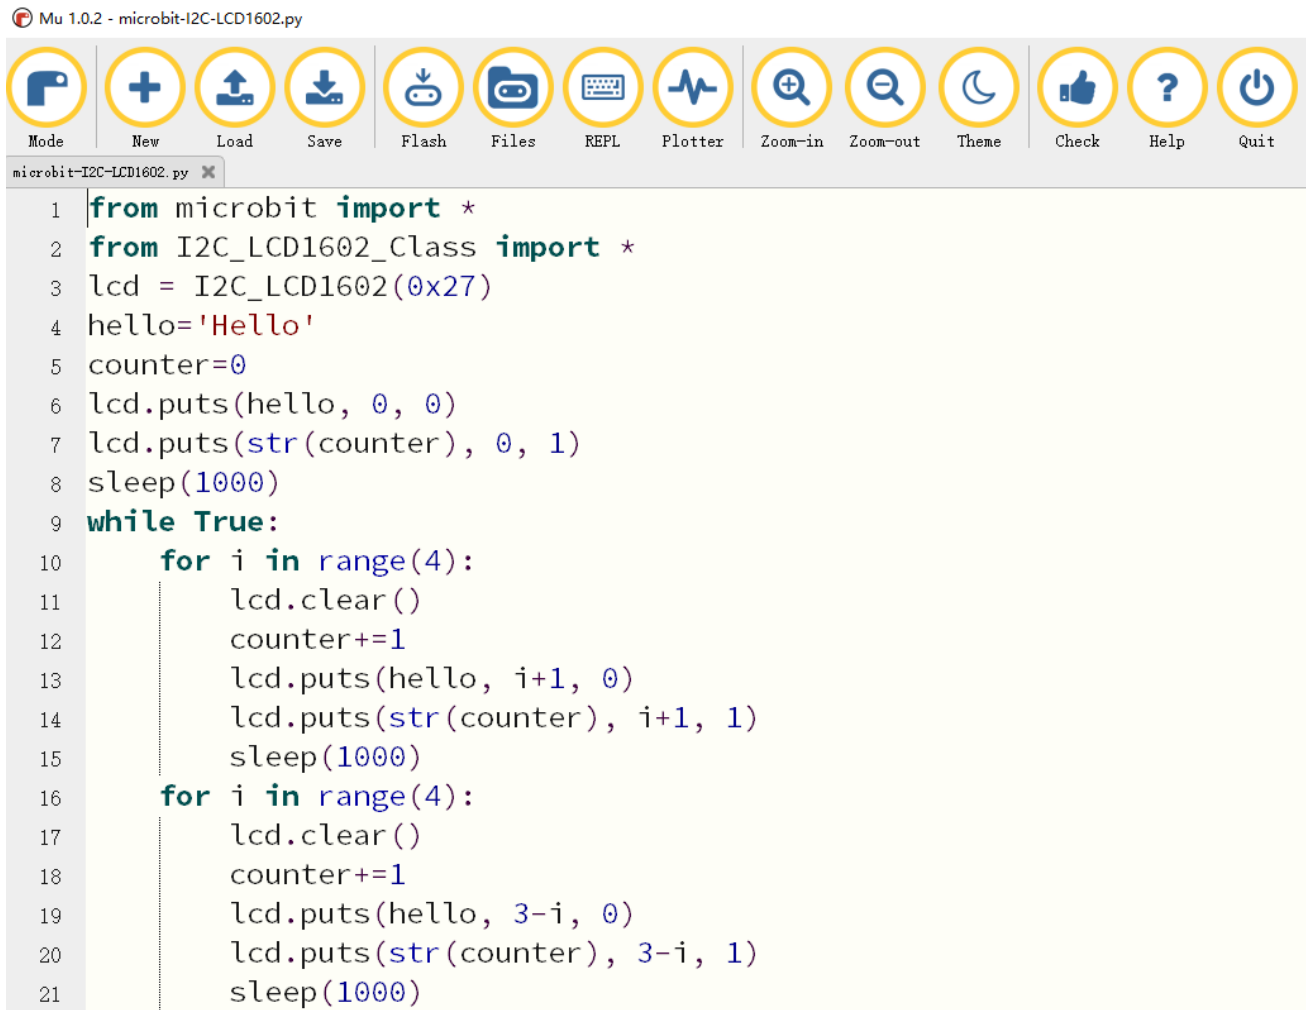 Mu 1.0.2 - microbit-I2C-LCD1602.py
Mode New Load Save Flash Files REPL Plotter Zoom-in Zoom-out Theme Check Help Quit
microbit-I2C-LCD1602.py
1 from microbit import *
2 from I2C_LCD1602_Class import *
3 lcd = I2C_LCD1602(0x27)
4 hello='Hello'
5 counter=0
6 lcd.puts(hello, 0, 0)
7 lcd.puts(str(counter), 0, 1)
8 sleep(1000)
9 while True:
10     for i in range(4):
11         lcd.clear()
12         counter+=1
13         lcd.puts(hello, i+1, 0)
14         lcd.puts(str(counter), i+1, 1)
15         sleep(1000)
16     for i in range(4):
17         lcd.clear()
18         counter+=1
19         lcd.puts(hello, 3-i, 0)
20         lcd.puts(str(counter), 3-i, 1)
21         sleep(1000)